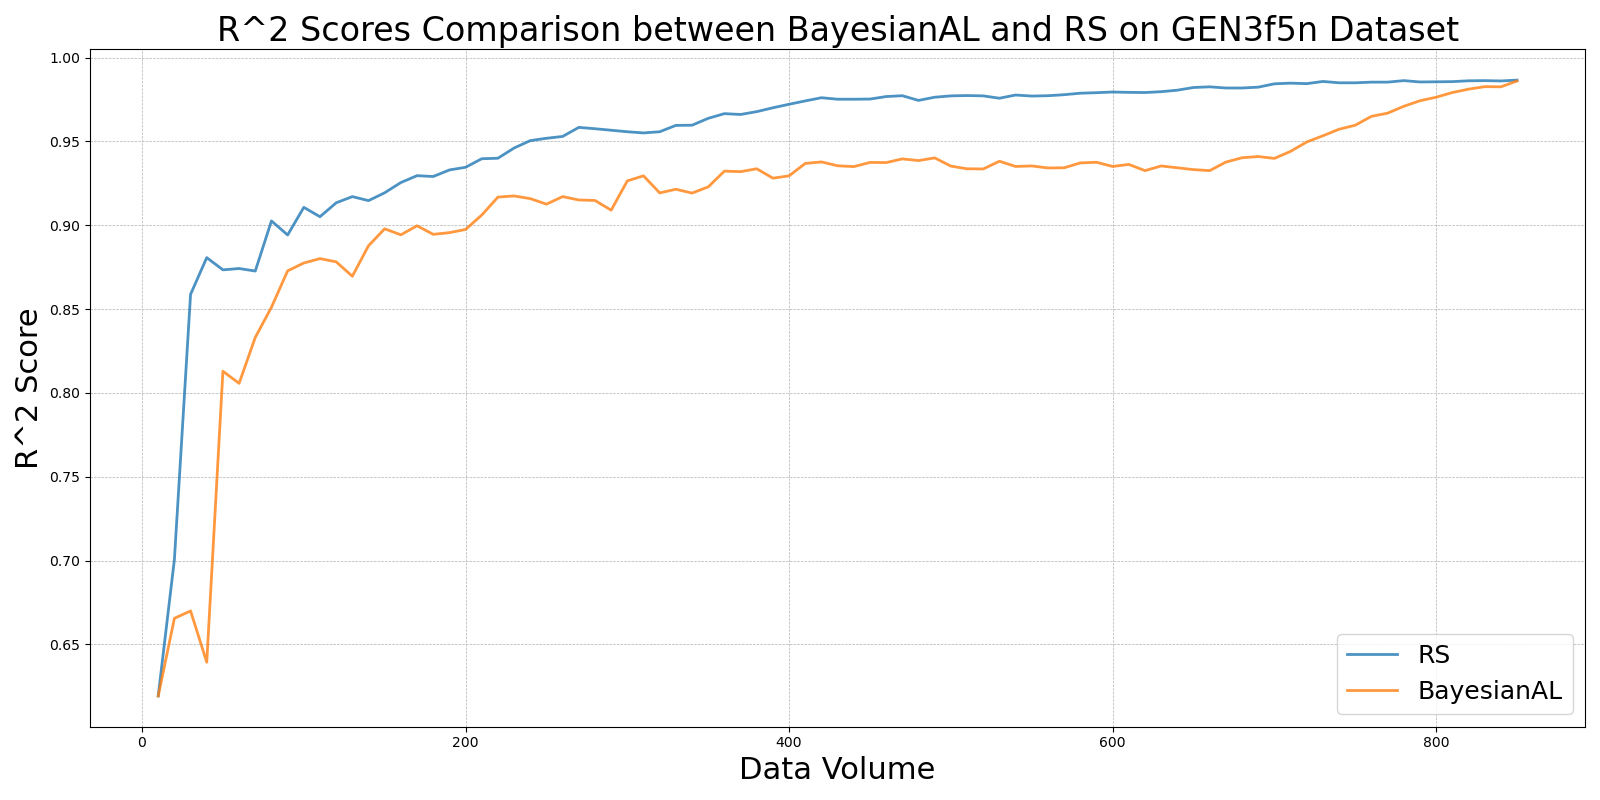 R^2 Scores Comparison between BayesianAL and RS on GEN3f5n Dataset
1.00
0.95
0.90
0.85
0.80
0.75
0.70
0.65
R^2 Score
RS
BayesianAL
0 200 400 600 800
Data Volume